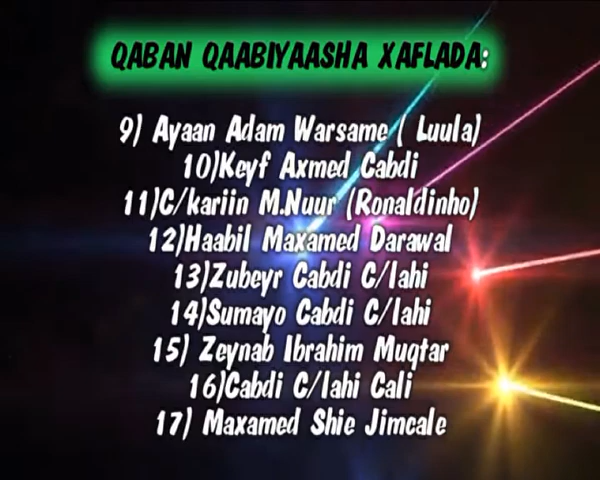 QABAN QAABIYAASHA XAFLADA:
9) Ayaan Adam Warsame ( Luula)
10)Keyf Axmed Cabdi
11)C/kariin M.Nuur (Ronaldinho)
12)Haabil Maxamed Darawal
13)Zubeyr Cabdi C/lahi
14)Sumayo Cabdi C/lahi
15) Zeynab Ibrahim Muqtar
16)Cabdi C/lahi Cali
17) Maxamed Shie Jimcale